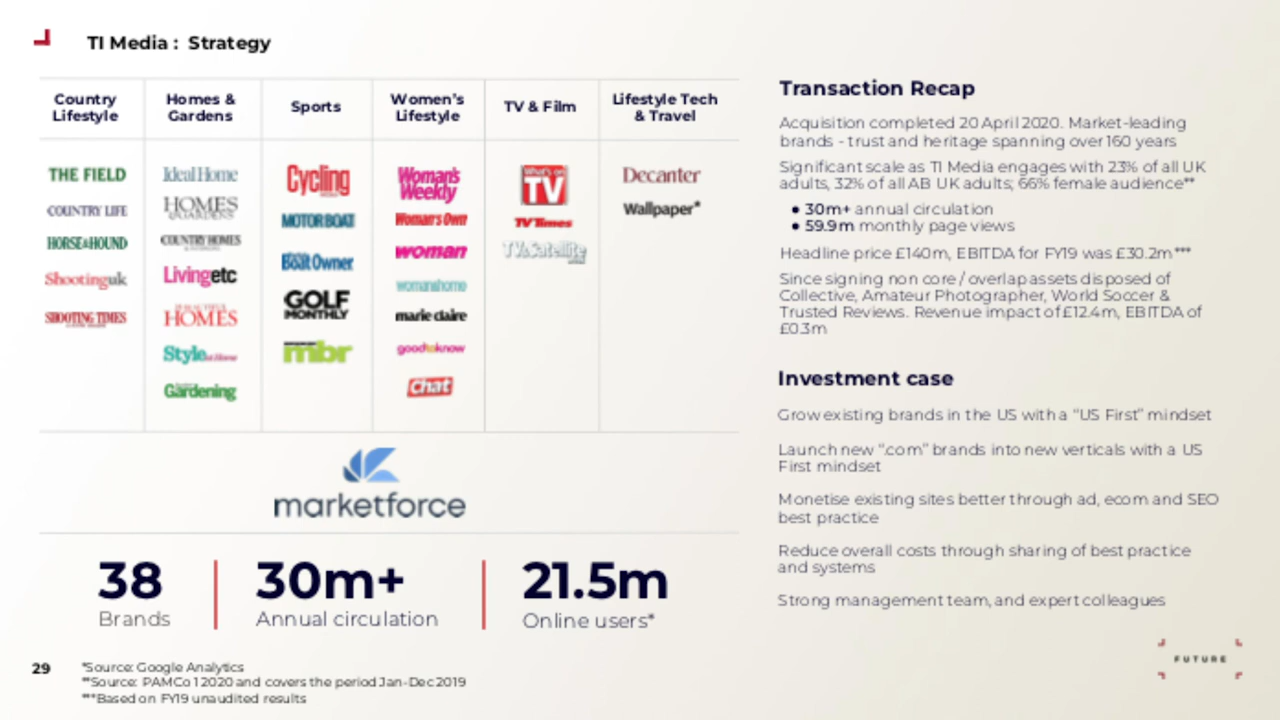 TI Media : Strategy
Country
Lifestyle
Homes &
Gardens
Sports
Women's
Lifestyle
TV & Film
Lifestyle Tech
& Travel
THE FIELD
COUNTRY LIFE
HORSE&HOUND
Shootinguk
SHOOTING TIMES
Ideal Home
HOMES
& GARDENS
COUNTRY HOMES
Livingetc
HOMES
Style at Home
Gardening
Cycling
MOTOR BOAT
Boat Owner
GOLF
MONTHLY
mbr
Woman's
Weekly
Woman's Own
woman
woman&home
marie claire
goodtoknow
Chat
What's on
TV
TVTimes
TV&Satellite
Decanter
Wallpaper*
marketforce
38
Brands
30m+
Annual circulation
21.5m
Online users*
Transaction Recap
Acquisition completed 20 April 2020. Market-leading
brands - trust and heritage spanning over 160 years
Significant scale as TI Media engages with 23% of all UK
adults, 32% of all AB UK adults; 66% female audience**
• 30m+ annual circulation
• 59.9m monthly page views
Headline price £140m, EBITDA for FY19 was £30.2m***
Since signing non core / overlap assets disposed of
Collective, Amateur Photographer, World Soccer &
Trusted Reviews. Revenue impact of £12.4m, EBITDA of
£0.3m
Investment case
Grow existing brands in the US with a "US First" mindset
Launch new ".com" brands into new verticals with a US
First mindset
Monetise existing sites better through ad, ecom and SEO
best practice
Reduce overall costs through sharing of best practice
and systems
Strong management team, and expert colleagues
29
*Source: Google Analytics
**Source: PAMCo 1 2020 and covers the period Jan-Dec 2019
***Based on FY19 unaudited results
FUTURE